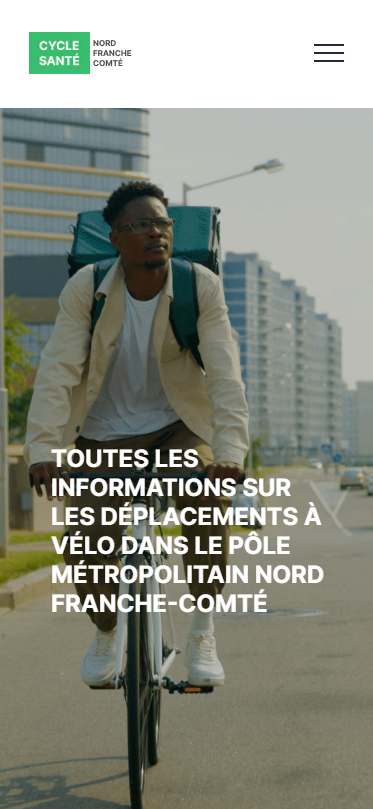 CYCLE
SANTÉ
NORD
FRANCHE
COMTÉ
TOUTES LES
INFORMATIONS SUR
LES DÉPLACEMENTS À
VÉLO DANS LE PÔLE
MÉTROPOLITAIN NORD
FRANCHE-COMTÉ